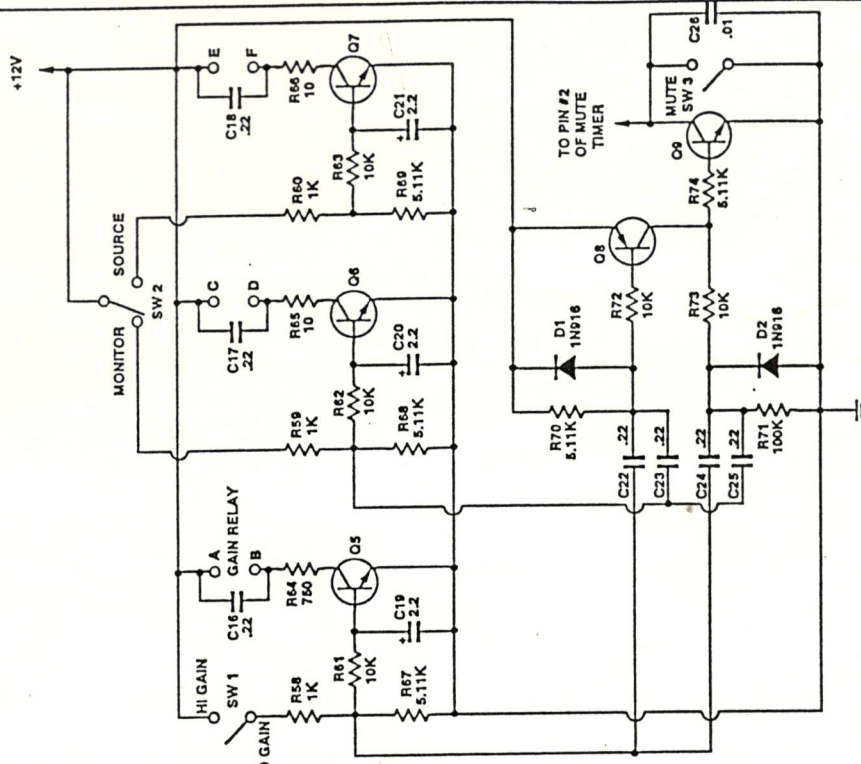 +12V
E
F
C18
.22
R66
10
Q7
C21
2.2
+
R63
10K
R60
1K
R69
5.11K
SOURCE
SW 2
MONITOR
C
D
C17
.22
R65
10
Q6
C20
2.2
+
R62
10K
R59
1K
R68
5.11K
A
GAIN RELAY
B
C16
.22
R64
750
Q5
C19
2.2
+
R61
10K
R58
1K
R67
5.11K
HI GAIN
SW 1
O GAIN
C26
.01
MUTE
SW 3
TO PIN #2
OF MUTE
TIMER
Q9
R74
5.11K
Q8
R72
10K
R73
10K
D1
1N916
D2
1N916
R70
5.11K
R71
100K
C22
.22
C23
.22
C24
.22
C25
.22